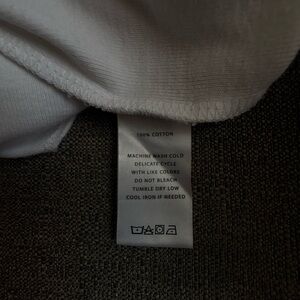 100% COTTON
MACHINE WASH COLD
DELICATE CYCLE
WITH LIKE COLORS
DO NOT BLEACH
TUMBLE DRY LOW
COOL IRON IF NEEDED